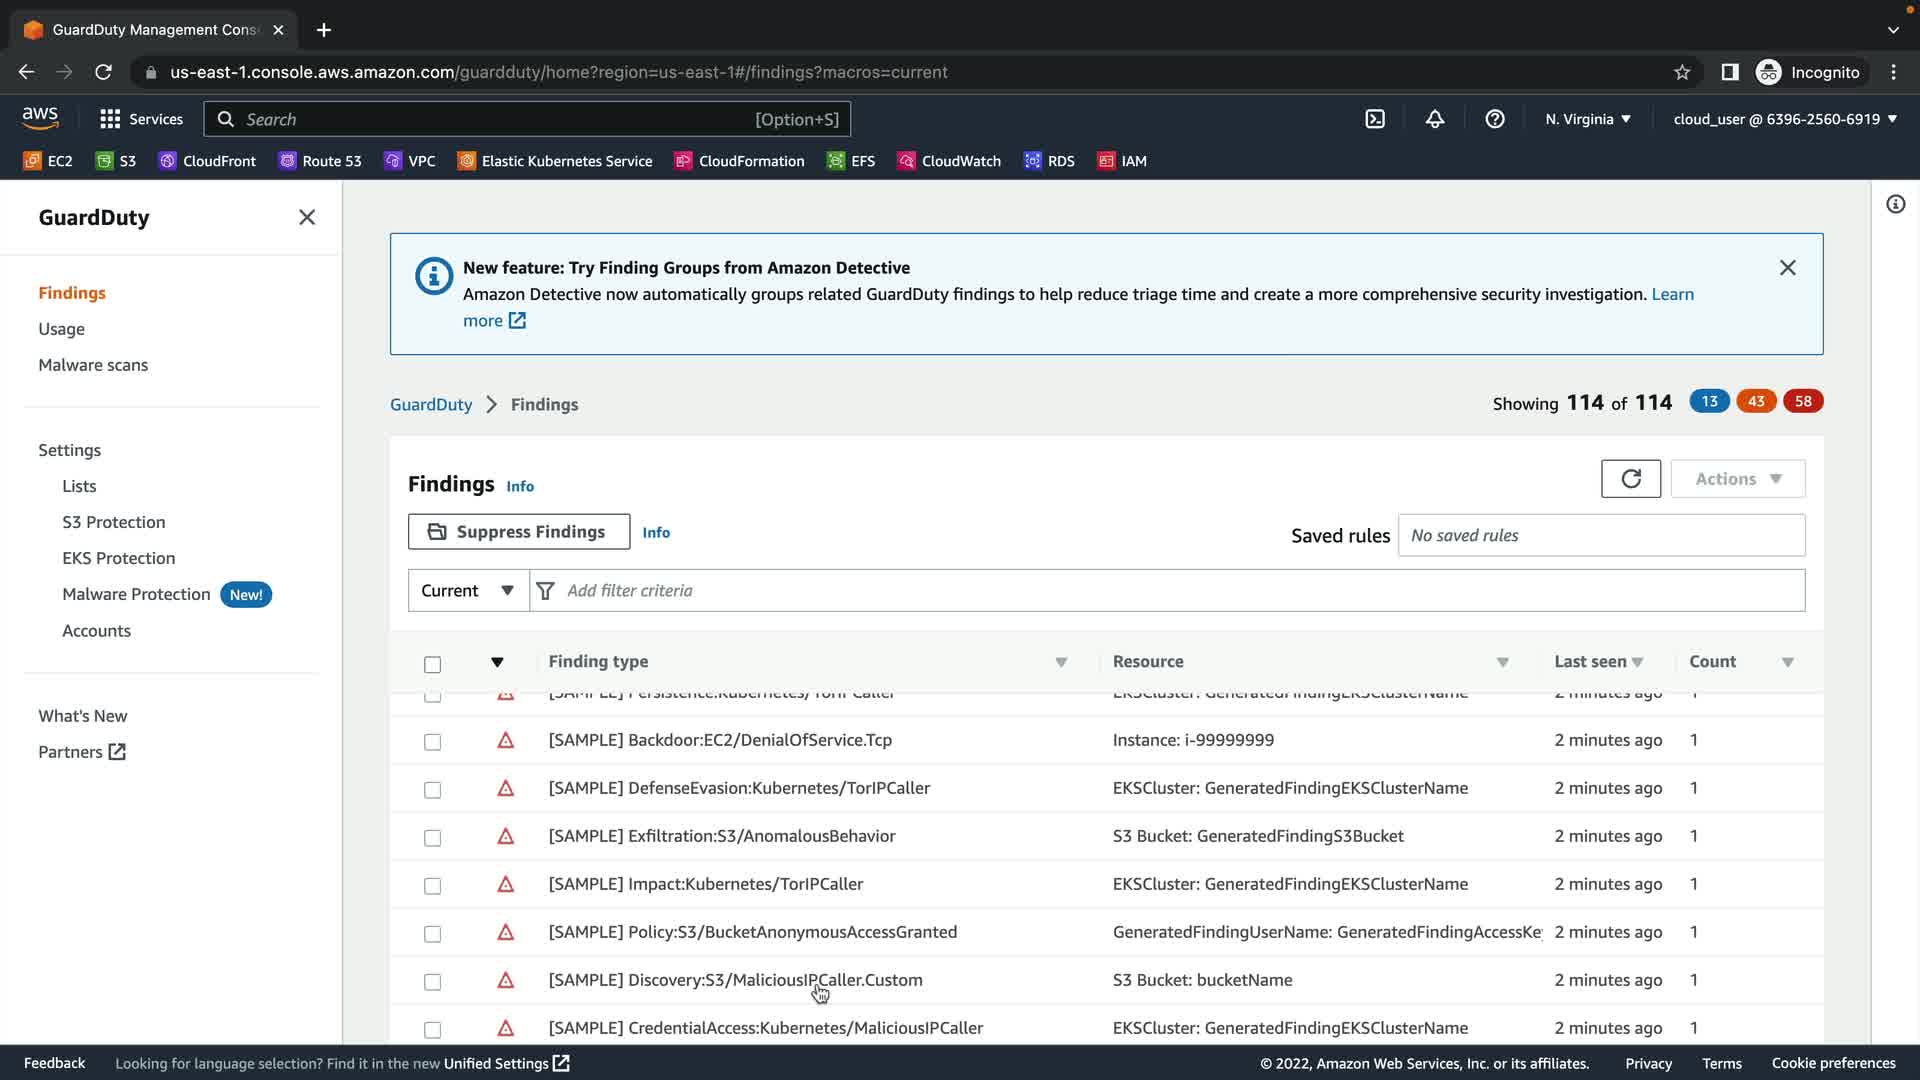 GuardDuty Management Cons
us-east-1.console.aws.amazon.com/guardduty/home?region=us-east-1#/findings?macros=current
Incognito
aws
Services
Search
[Option+S]
N. Virginia
cloud_user @ 6396-2560-6919
EC2
S3
CloudFront
Route 53
VPC
Elastic Kubernetes Service
CloudFormation
EFS
CloudWatch
RDS
IAM
GuardDuty
Findings
Usage
Malware scans
Settings
Lists
S3 Protection
EKS Protection
Malware Protection New!
Accounts
What's New
Partners
New feature: Try Finding Groups from Amazon Detective
Amazon Detective now automatically groups related GuardDuty findings to help reduce triage time and create a more comprehensive security investigation. Learn
more
GuardDuty > Findings
Showing 114 of 114 13 43 58
Findings Info
Actions
Suppress Findings Info
Saved rules No saved rules
Current Add filter criteria
Finding type Resource Last seen Count
[SAMPLE] Persistence:Kubernetes/TorIPCaller EKSCluster: GeneratedFindingEKSClusterName 2 minutes ago 1
[SAMPLE] Backdoor:EC2/DenialOfService.Tcp Instance: i-99999999 2 minutes ago 1
[SAMPLE] DefenseEvasion:Kubernetes/TorIPCaller EKSCluster: GeneratedFindingEKSClusterName 2 minutes ago 1
[SAMPLE] Exfiltration:S3/AnomalousBehavior S3 Bucket: GeneratedFindingS3Bucket 2 minutes ago 1
[SAMPLE] Impact:Kubernetes/TorIPCaller EKSCluster: GeneratedFindingEKSClusterName 2 minutes ago 1
[SAMPLE] Policy:S3/BucketAnonymousAccessGranted GeneratedFindingUserName: GeneratedFindingAccessKe 2 minutes ago 1
[SAMPLE] Discovery:S3/MaliciousIPCaller.Custom S3 Bucket: bucketName 2 minutes ago 1
[SAMPLE] CredentialAccess:Kubernetes/MaliciousIPCaller EKSCluster: GeneratedFindingEKSClusterName 2 minutes ago 1
Feedback
Looking for language selection? Find it in the new Unified Settings
© 2022, Amazon Web Services, Inc. or its affiliates.
Privacy
Terms
Cookie preferences